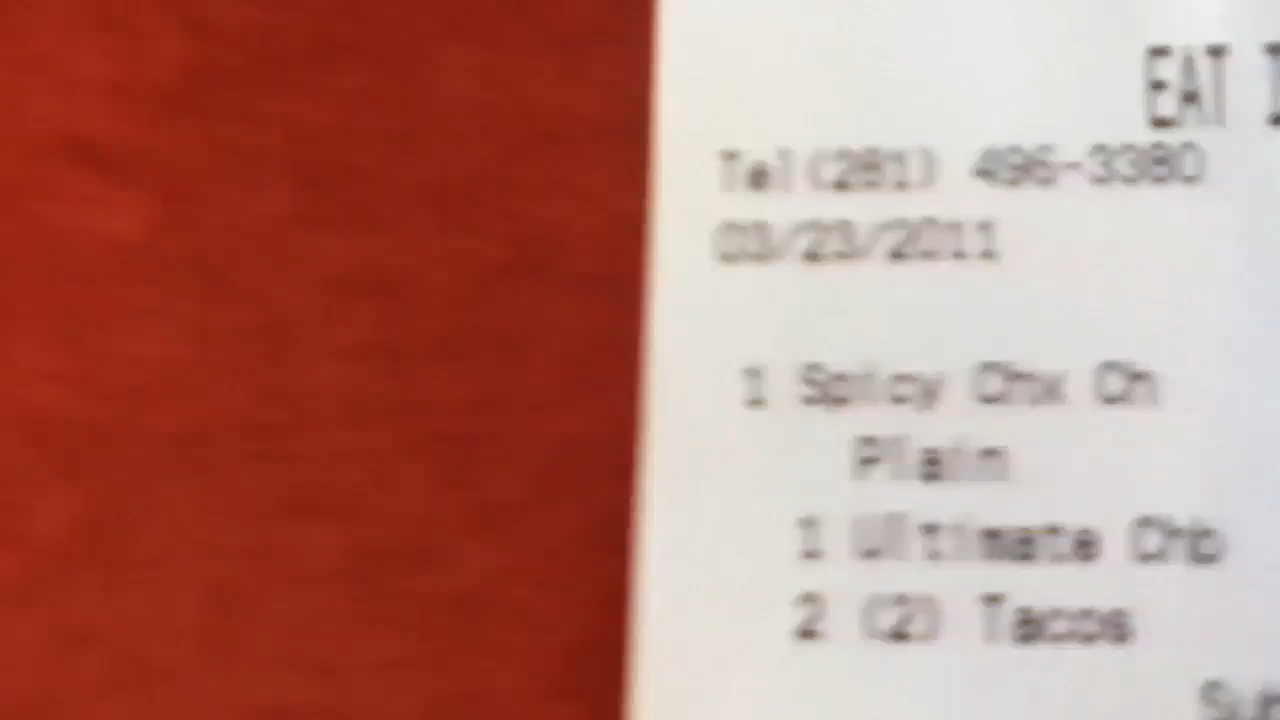 EAT I
Tel(281) 496-3380
03/23/2011
1 Spicy Chx Ch
Plain
1 Ultimate Chb
2 (2) Tacos
Sub